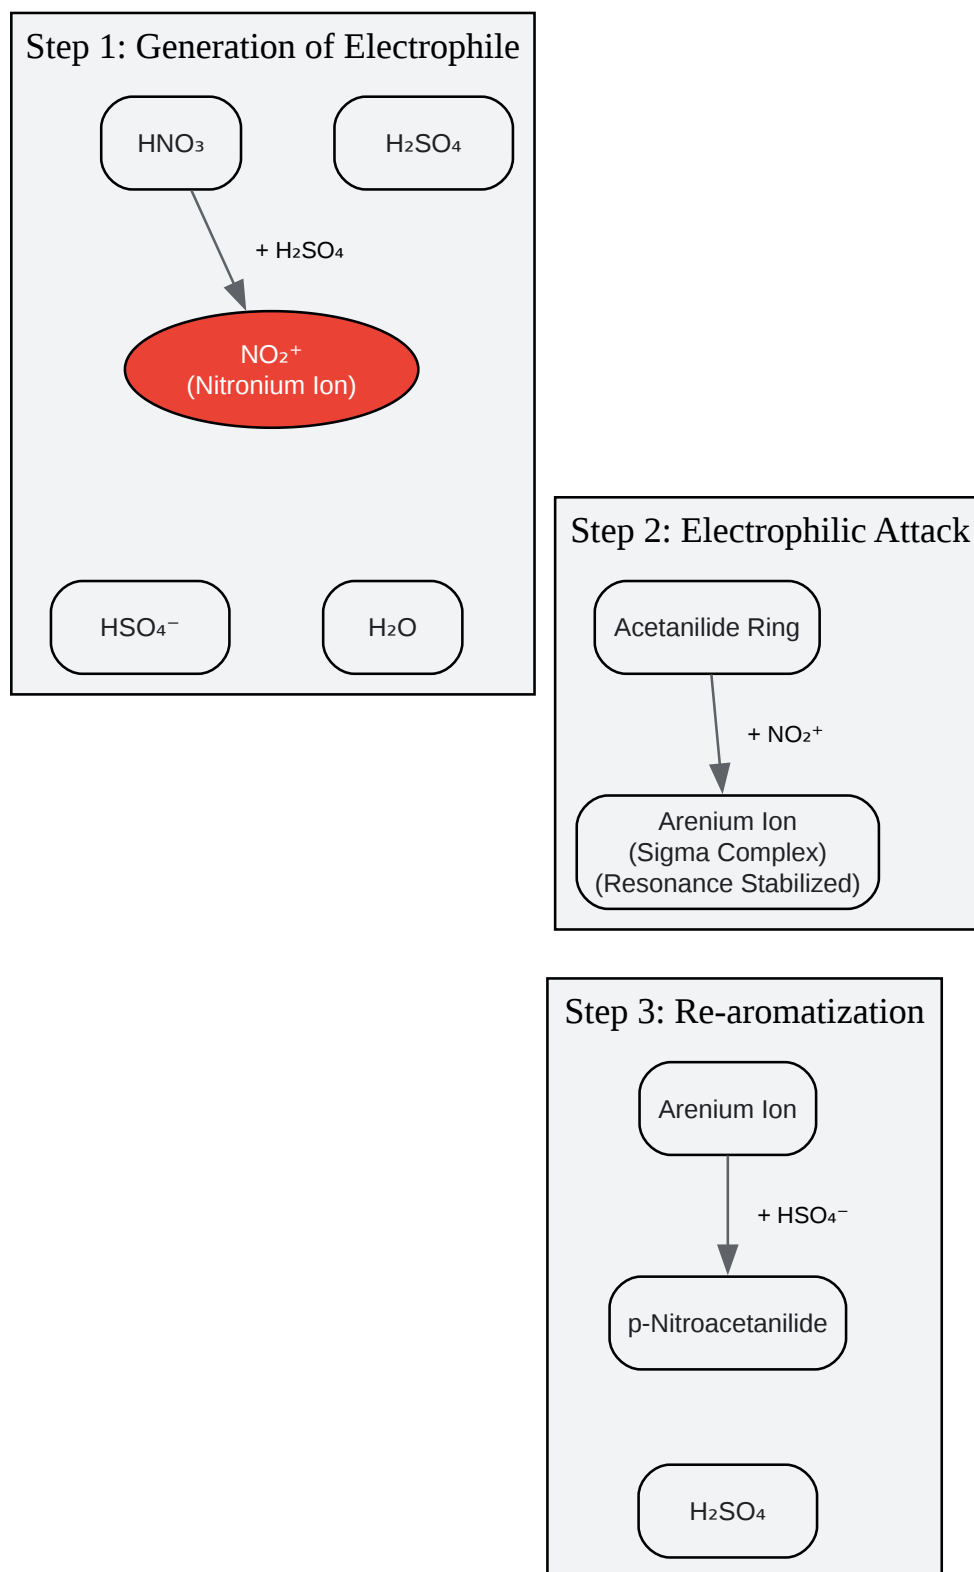 Step 1: Generation of Electrophile
HNO₃
H₂SO₄
+ H₂SO₄
NO₂⁺
(Nitronium Ion)
HSO₄⁻
H₂O
Step 2: Electrophilic Attack
Acetanilide Ring
+ NO₂⁺
Arenium Ion
(Sigma Complex)
(Resonance Stabilized)
Step 3: Re-aromatization
Arenium Ion
+ HSO₄⁻
p-Nitroacetanilide
H₂SO₄